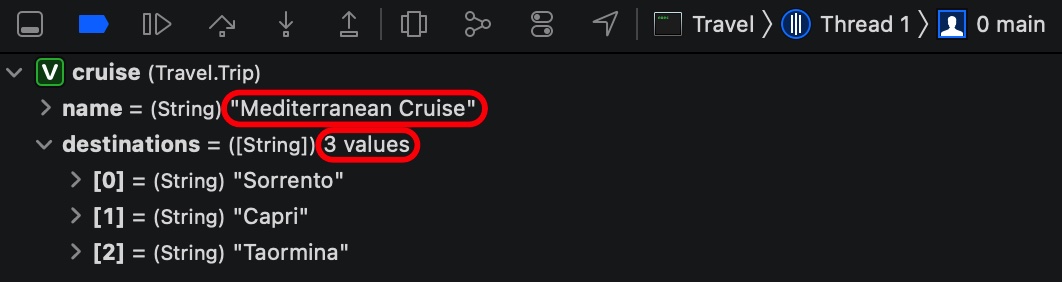 Travel 〉 Thread 1 〉 0 main
V cruise (Travel.Trip)
name = (String) "Mediterranean Cruise"
destinations = ([String]) 3 values
[0] = (String) "Sorrento"
[1] = (String) "Capri"
[2] = (String) "Taormina"